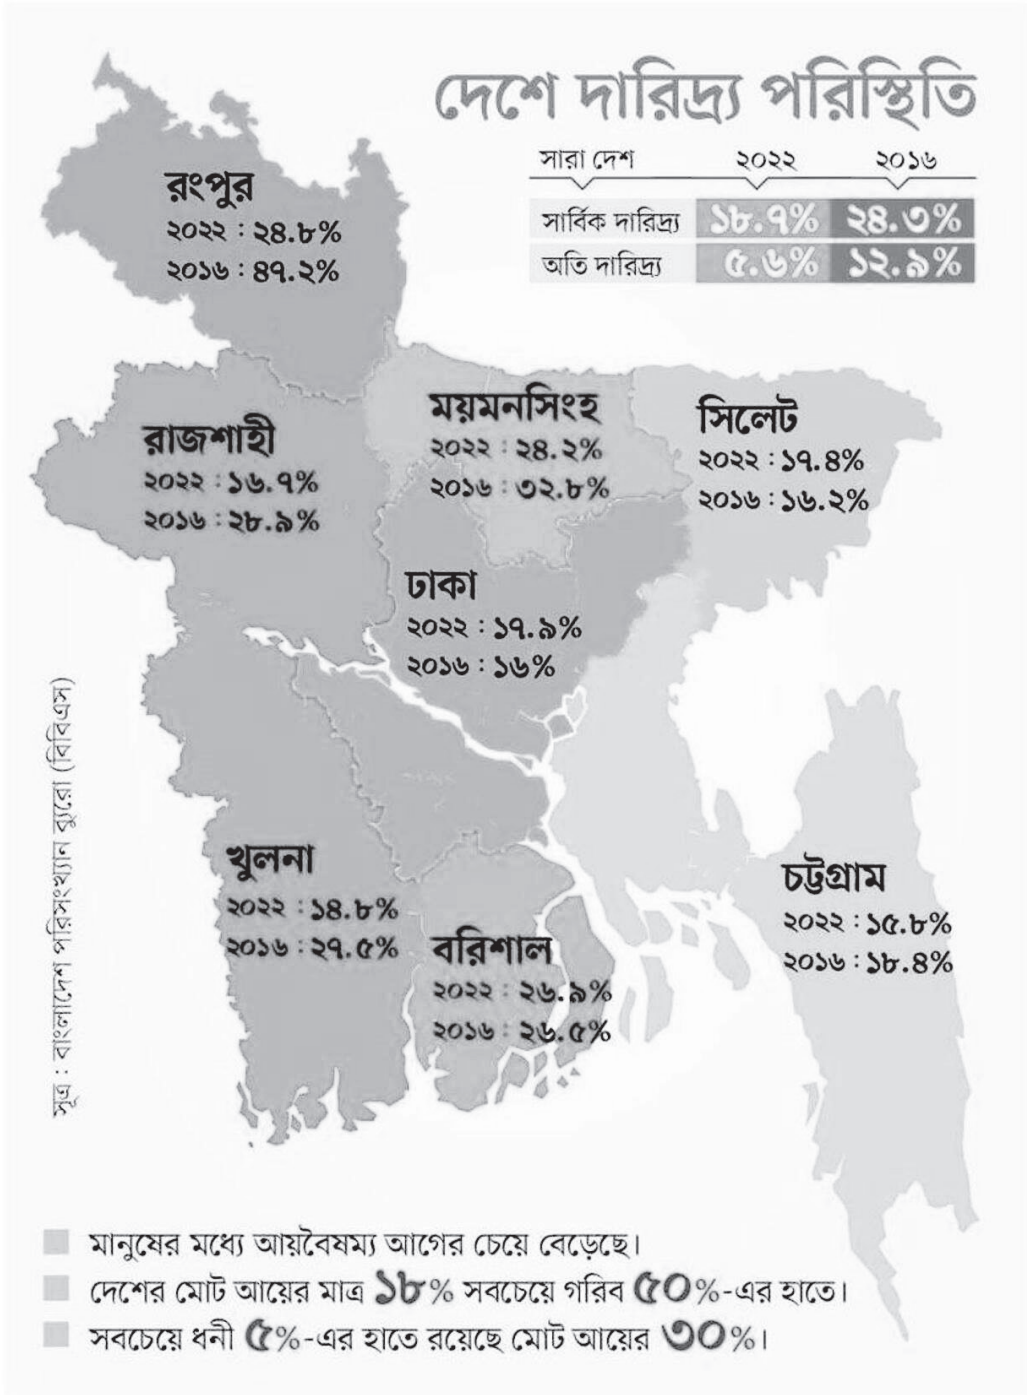 দেশে দারিদ্র্য পরিস্থিতি
সারা দেশ ২০২২ ২০১৬
সার্বিক দারিদ্র্য ১৮.৭% ২৪.৩%
অতি দারিদ্র্য ৫.৬% ১২.৯%
রংপুর
২০২২ : ২৪.৮%
২০১৬ : ৪৭.২%
রাজশাহী
২০২২ : ১৬.৭%
২০১৬ : ২৮.৯%
ময়মনসিংহ
২০২২ : ২৪.২%
২০১৬ : ৩২.৮%
সিলেট
২০২২ : ১৭.৪%
২০১৬ : ১৬.২%
ঢাকা
২০২২ : ১৭.৯%
২০১৬ : ১৬%
খুলনা
২০২২ : ১৪.৮%
২০১৬ : ২৭.৫%
বরিশাল
২০২২ : ২৬.৯%
২০১৬ : ২৬.৫%
চট্টগ্রাম
২০২২ : ১৫.৮%
২০১৬ : ১৮.৪%
সূত্র : বাংলাদেশ পরিসংখ্যান ব্যুরো (বিবিএস)
মানুষের মধ্যে আয়বৈষম্য আগের চেয়ে বেড়েছে।
দেশের মোট আয়ের মাত্র ১৮% সবচেয়ে গরিব ৫০%-এর হাতে।
সবচেয়ে ধনী ৫%-এর হাতে রয়েছে মোট আয়ের ৩০%।